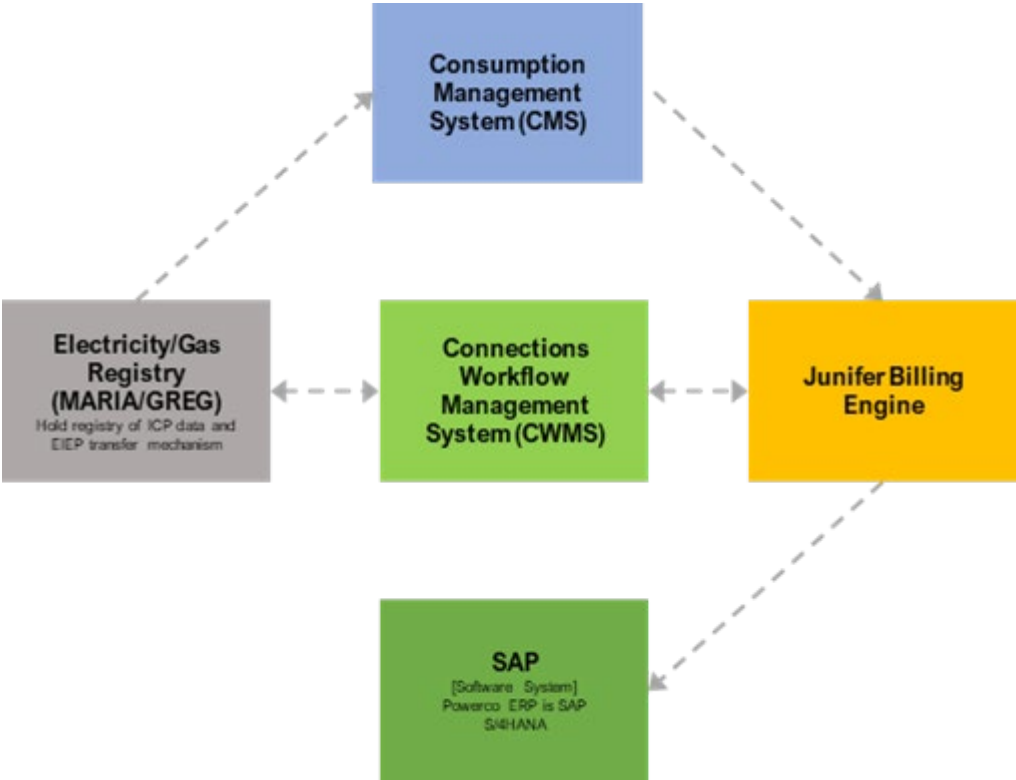 Consumption
Management
System (CMS)
Electricity/Gas
Registry
(MARIA/GREG)
Hold registry of ICP data and
EIEP transfer mechanism
Connections
Workflow
Management
System (CWMS)
Junifer Billing
Engine
SAP
[Software System]
Powerco ERP is SAP
S/4HANA